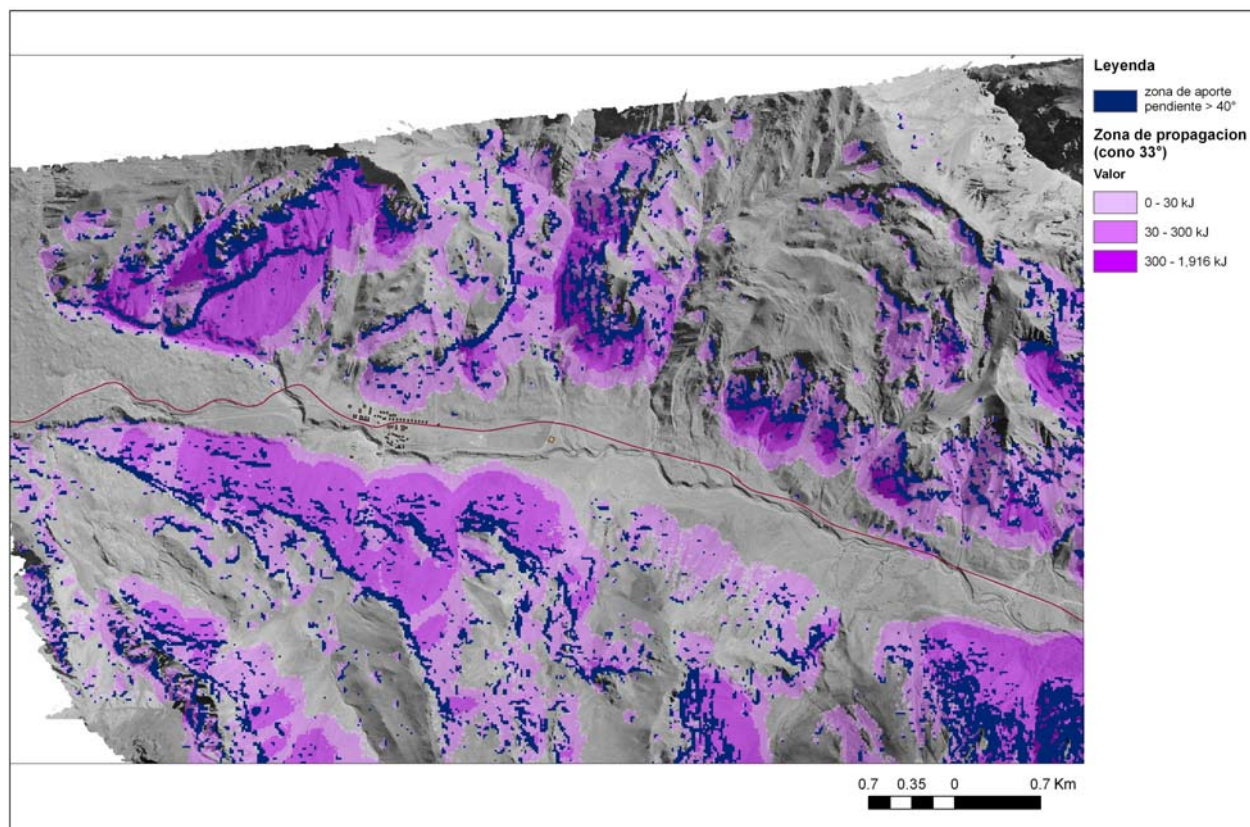 Leyenda
zona de aporte
pendiente > 40°
Zona de propagacion
(cono 33°)
Valor
0 - 30 kJ
30 - 300 kJ
300 - 1,916 kJ
0.7 0.35 0 0.7 Km